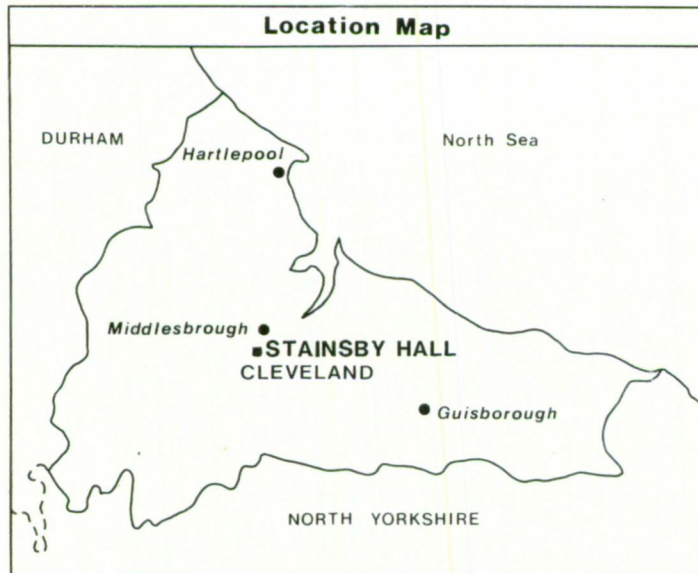 Location Map
DURHAM
North Sea
Hartlepool
Middlesbrough
STAINSBY HALL
CLEVELAND
Guisborough
NORTH YORKSHIRE